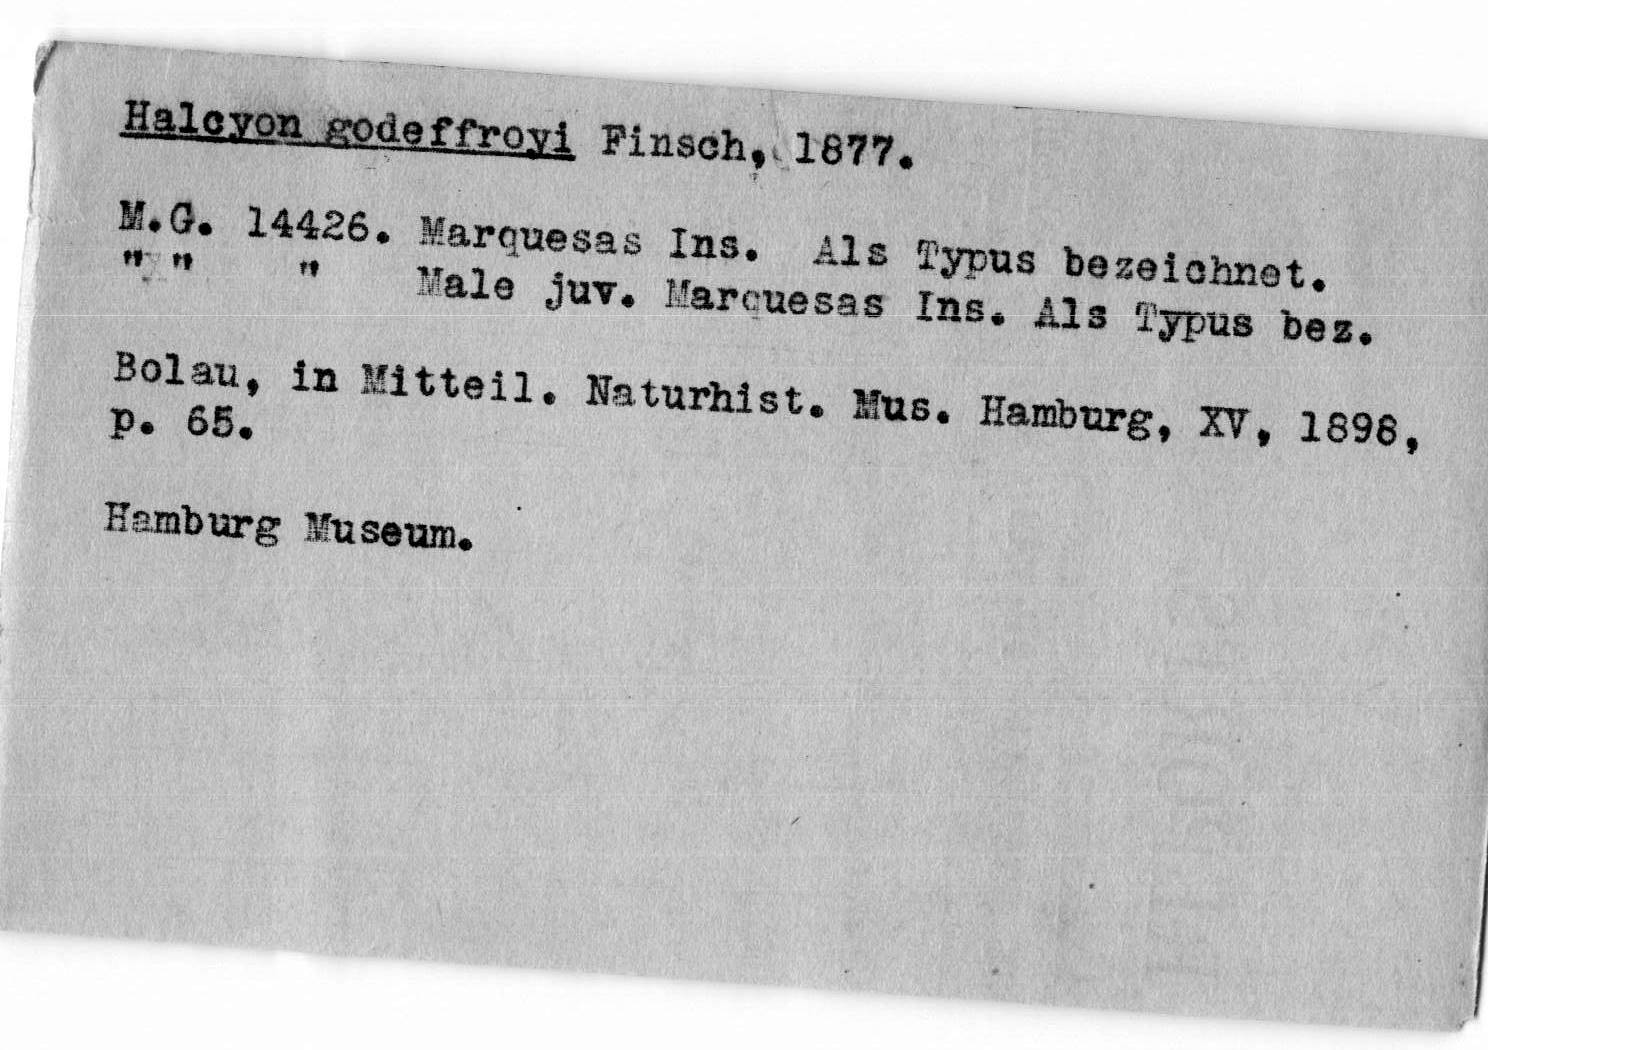 Halcyon godeffroyi Finsch, 1877.
M.G. 14426. Marquesas Ins. Als Typus bezeichnet.
" " " Male juv. Marquesas Ins. Als Typus bez.
Bolau, in Mitteil. Naturhist. Mus. Hamburg, XV, 1898,
p. 65.
Hamburg Museum.